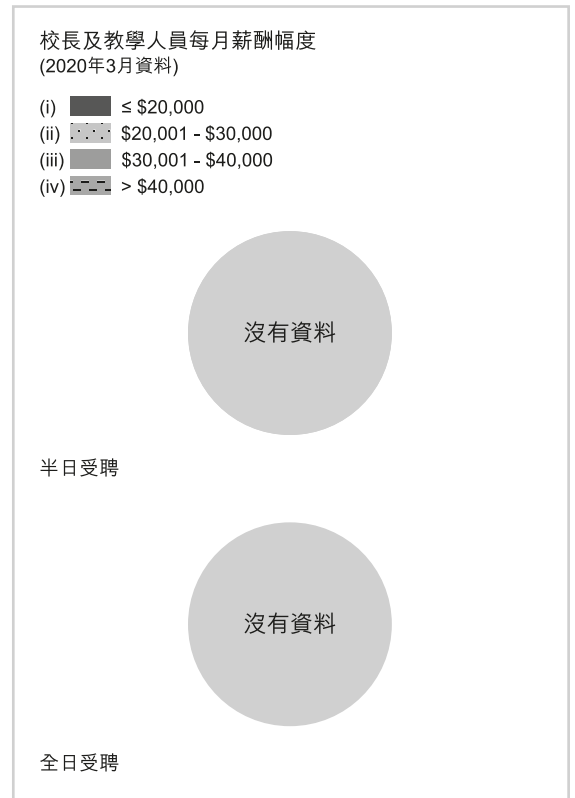 校長及教學人員每月薪酬幅度
(2020年3月資料)
(i) ≤ $20,000
(ii) $20,001 - $30,000
(iii) $30,001 - $40,000
(iv) > $40,000
沒有資料
半日受聘
沒有資料
全日受聘